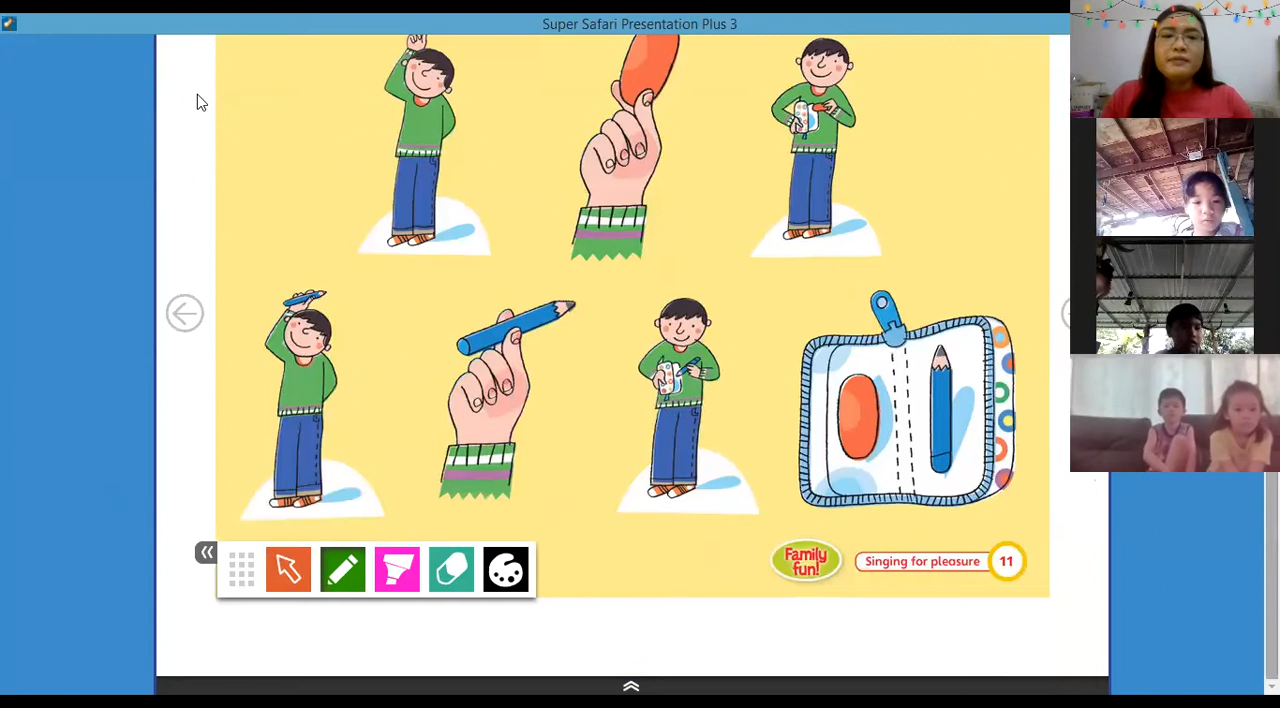 Super Safari Presentation Plus 3
Family
fun!
Singing for pleasure 11